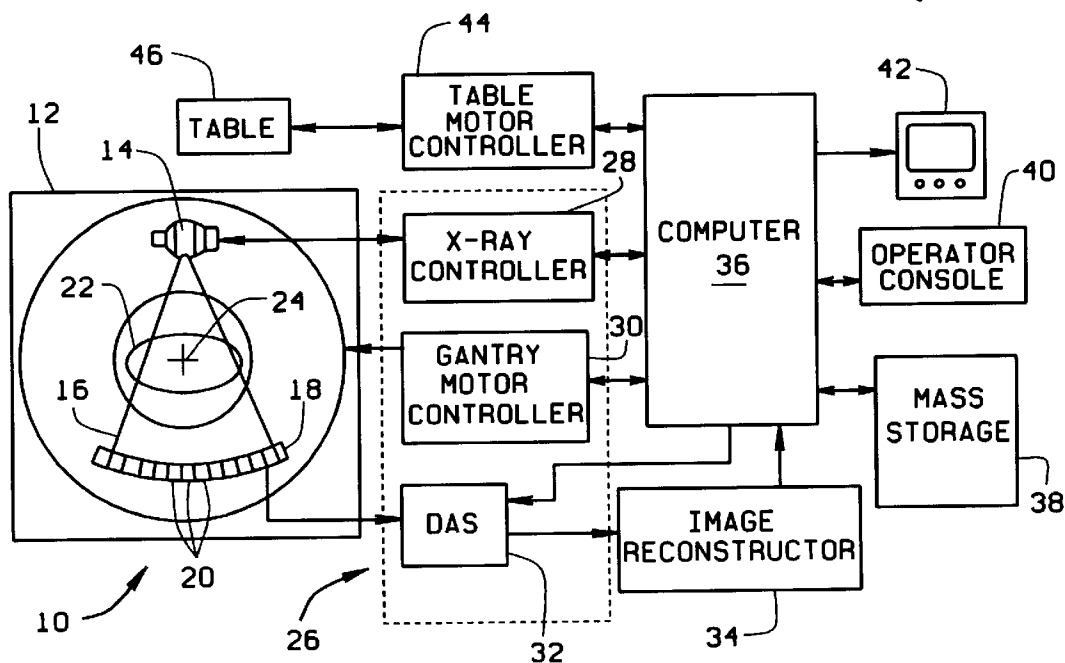 44
46
42
TABLE
MOTOR
CONTROLLER
TABLE
12
14
28
40
X-RAY
CONTROLLER
COMPUTER
36
OPERATOR
CONSOLE
22
24
30
GANTRY
MOTOR
CONTROLLER
16
18
MASS
STORAGE
38
DAS
IMAGE
RECONSTRUCTOR
20
10
26
32
34